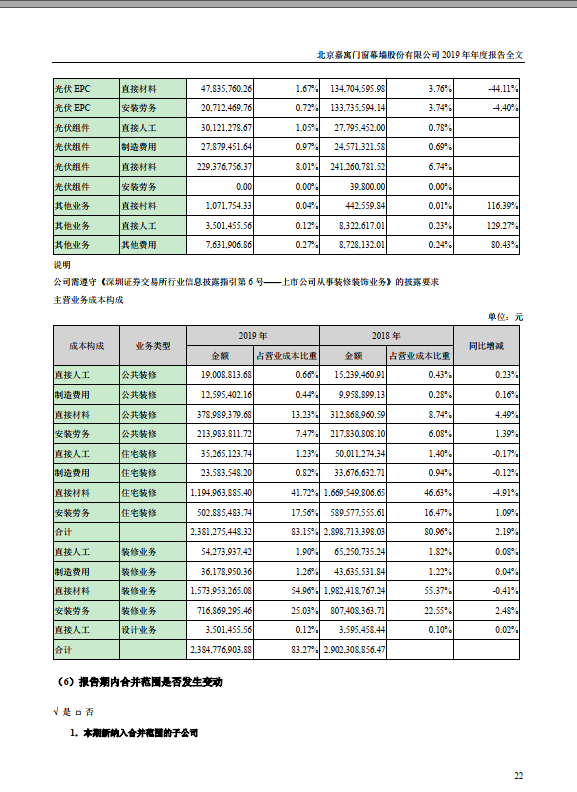 北京嘉寓门窗幕墙股份有限公司 2019 年年度报告全文
光伏 EPC 直接材料 47,835,760.26 1.67% 134,704,595.98 3.76% -44.11%
光伏 EPC 安装劳务 20,712,469.76 0.72% 133,735,594.14 3.74% -4.40%
光伏组件 直接人工 30,121,278.67 1.05% 27,795,452.00 0.78%
光伏组件 制造费用 27,879,451.64 0.97% 24,571,321.58 0.69%
光伏组件 直接材料 229,376,756.37 8.01% 241,260,781.52 6.74%
光伏组件 安装劳务 0.00 0.00% 39,800.00 0.00%
其他业务 直接材料 1,071,754.33 0.04% 442,559.84 0.01% 116.39%
其他业务 直接人工 3,501,455.56 0.12% 8,322,617.01 0.23% 129.27%
其他业务 其他费用 7,631,906.86 0.27% 8,728,132.01 0.24% 80.43%
说明
公司需遵守《深圳证券交易所行业信息披露指引第 6 号——上市公司从事装修装饰业务》的披露要求
主营业务成本构成
单位：元
成本构成 业务类型 2019 年 2018 年 同比增减
金额 占营业成本比重 金额 占营业成本比重
直接人工 公共装修 19,008,813.68 0.66% 15,239,460.91 0.43% 0.23%
制造费用 公共装修 12,595,402.16 0.44% 9,958,899.13 0.28% 0.16%
直接材料 公共装修 378,989,379.68 13.23% 312,868,960.59 8.74% 4.49%
安装劳务 公共装修 213,983,811.72 7.47% 217,830,808.10 6.08% 1.39%
直接人工 住宅装修 35,265,123.74 1.23% 50,011,274.34 1.40% -0.17%
制造费用 住宅装修 23,583,548.20 0.82% 33,676,632.71 0.94% -0.12%
直接材料 住宅装修 1,194,963,885.40 41.72% 1,669,549,806.65 46.63% -4.91%
安装劳务 住宅装修 502,885,483.74 17.56% 589,577,555.61 16.47% 1.09%
合计 2,381,275,448.32 83.15% 2,898,713,398.03 80.96% 2.19%
直接人工 装修业务 54,273,937.42 1.90% 65,250,735.24 1.82% 0.08%
制造费用 装修业务 36,178,950.36 1.26% 43,635,531.84 1.22% 0.04%
直接材料 装修业务 1,573,953,265.08 54.96% 1,982,418,767.24 55.37% -0.41%
安装劳务 装修业务 716,869,295.46 25.03% 807,408,363.71 22.55% 2.48%
直接人工 设计业务 3,501,455.56 0.12% 3,595,458.44 0.10% 0.02%
合计 2,384,776,903.88 83.27% 2,902,308,856.47
（6）报告期内合并范围是否发生变动
√ 是 □ 否
1．本期新纳入合并范围的子公司
22